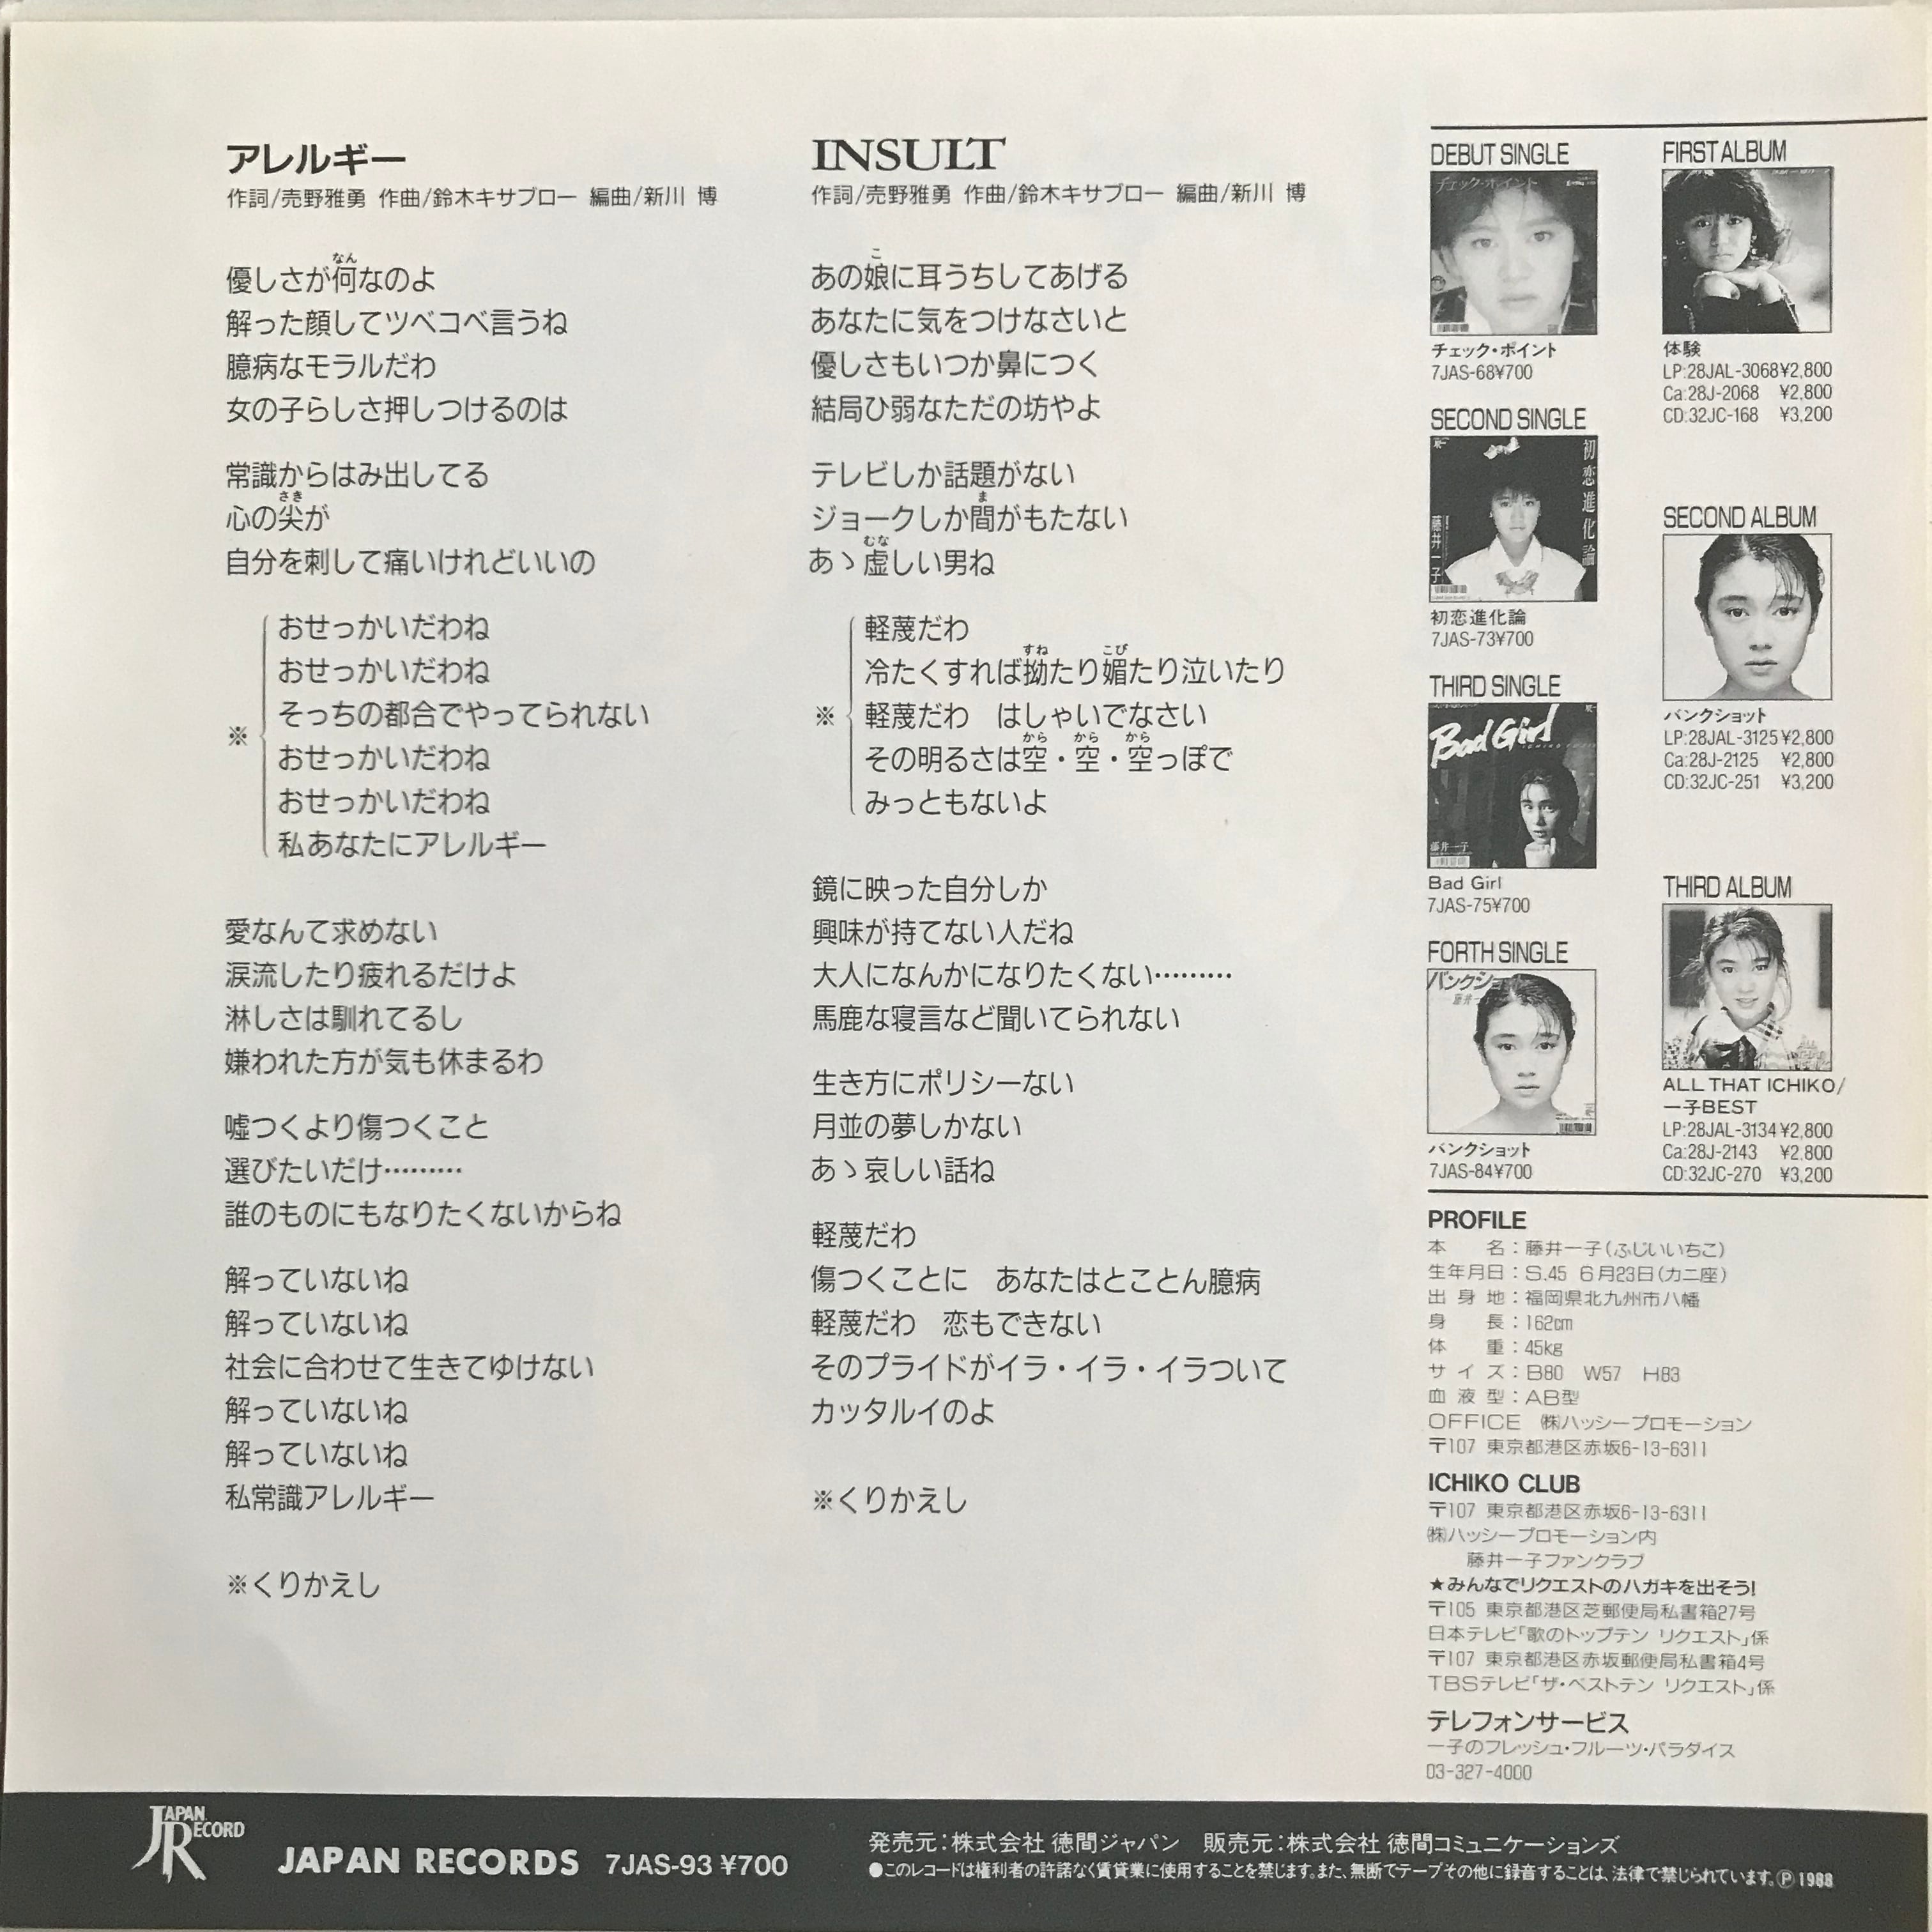 アレルギー
作詞/売野雅勇 作曲/鈴木キサブロー 編曲/新川 博
優しさが何なのよ
なん
解った顔してツベコベ言うね
臆病なモラルだわ
女の子らしさ押しつけるのは
常識からはみ出してる
心の尖が
さき
自分を刺して痛いけれどいいの
※
おせっかいだわね
おせっかいだわね
そっちの都合でやってられない
おせっかいだわね
おせっかいだわね
私あなたにアレルギー
愛なんて求めない
涙流したり疲れるだけよ
淋しさは馴れてるし
嫌われた方が気も休まるわ
嘘つくより傷つくこと
選びたいだけ………
誰のものにもなりたくないからね
解っていないね
解っていないね
社会に合わせて生きてゆけない
解っていないね
解っていないね
私常識アレルギー
※くりかえし
INSULT
作詞/売野雅勇 作曲/鈴木キサブロー 編曲/新川 博
あの娘に耳うちしてあげる
こ
あなたに気をつけなさいと
優しさもいつか鼻につく
結局ひ弱なただの坊やよ
テレビしか話題がない
ジョークしか間がもたない
ま
あゝ虚しい男ね
むな
※
軽蔑だわ
冷たくすれば拗たり媚たり泣いたり
すね こび
軽蔑だわ はしゃいでなさい
その明るさは空・空・空っぽで
から から から
みっともないよ
鏡に映った自分しか
興味が持てない人だね
大人になんかになりたくない………
馬鹿な寝言など聞いてられない
生き方にポリシーない
月並の夢しかない
あゝ哀しい話ね
軽蔑だわ
傷つくことに あなたはとことん臆病
軽蔑だわ 恋もできない
そのプライドがイラ・イラ・イラついて
カッタルイのよ
※くりかえし
DEBUT SINGLE
チェック・ポイント
チェック・ポイント
7JAS-68¥700
SECOND SINGLE
初恋進化論
藤井一子
初恋進化論
7JAS-73¥700
THIRD SINGLE
Bad Girl
藤井一子
Bad Girl
7JAS-75¥700
FORTH SINGLE
バンクショ
バンクショット
7JAS-84¥700
FIRST ALBUM
体験
LP:28JAL-3068¥2,800
Ca:28J-2068 ¥2,800
CD:32JC-168 ¥3,200
SECOND ALBUM
バンクショット
LP:28JAL-3125¥2,800
Ca:28J-2125 ¥2,800
CD:32JC-251 ¥3,200
THIRD ALBUM
ALL THAT ICHIKO/
一子BEST
LP:28JAL-3134¥2,800
Ca:28J-2143 ¥2,800
CD:32JC-270 ¥3,200
PROFILE
本名：藤井一子(ふじいいちこ)
生年月日：S.45 6月23日(カニ座)
出身地：福岡県北九州市八幡
身長：162㎝
体重：45kg
サイズ：B80 W57 H83
血液型：AB型
OFFICE ㈱ハッシープロモーション
〒107 東京都港区赤坂6-13-6311
ICHIKO CLUB
〒107 東京都港区赤坂6-13-6311
㈱ハッシープロモーション内
藤井一子ファンクラブ
★みんなでリクエストのハガキを出そう!
〒105 東京都港区芝郵便局私書箱27号
日本テレビ「歌のトップテン リクエスト」係
〒107 東京都港区赤坂郵便局私書箱4号
TBSテレビ「ザ・ベストテン リクエスト」係
テレフォンサービス
一子のフレッシュ・フルーツ・パラダイス
03-327-4000
JAPAN RECORD
JAPAN RECORDS 7JAS-93 ¥700
発売元：株式会社 徳間ジャパン 販売元：株式会社 徳間コミュニケーションズ
●このレコードは権利者の許諾なく賃貸業に使用することを禁じます。また、無断でテープその他に録音することは、法律で禁じられています。Ⓟ1988